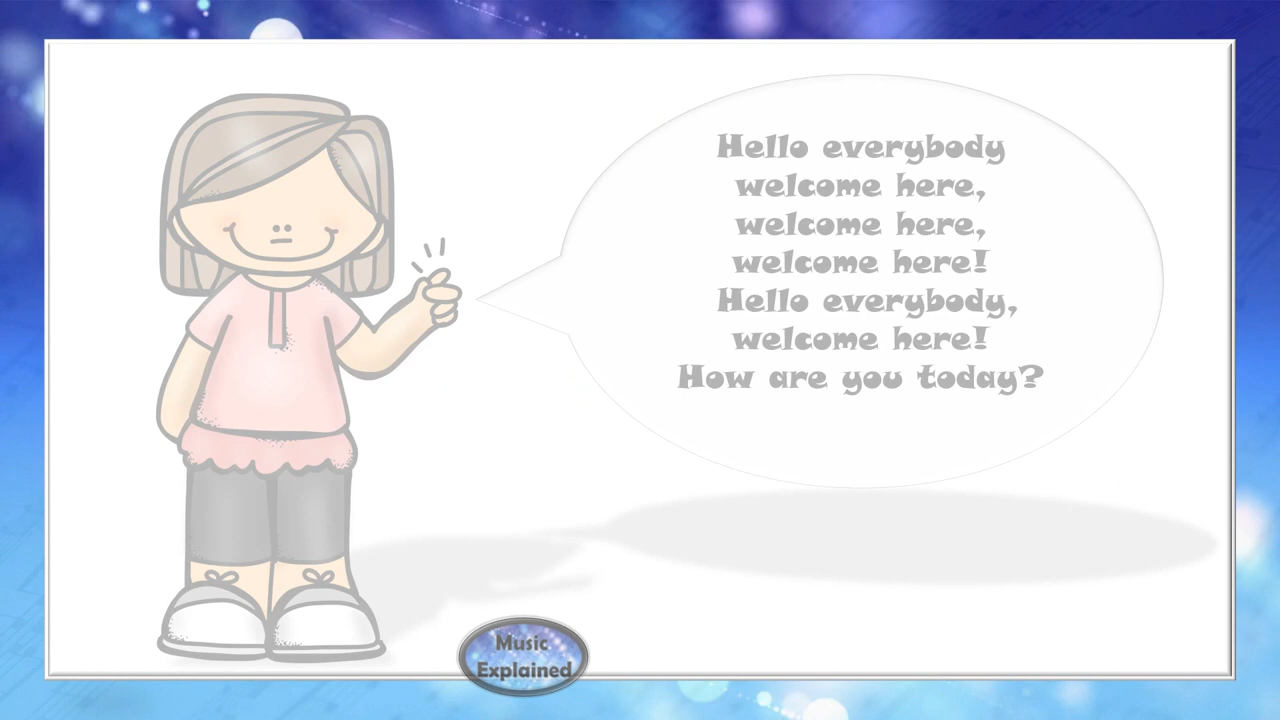 Hello everybody
welcome here,
welcome here,
welcome here!
Hello everybody,
welcome here!
How are you today?
Music
Explained